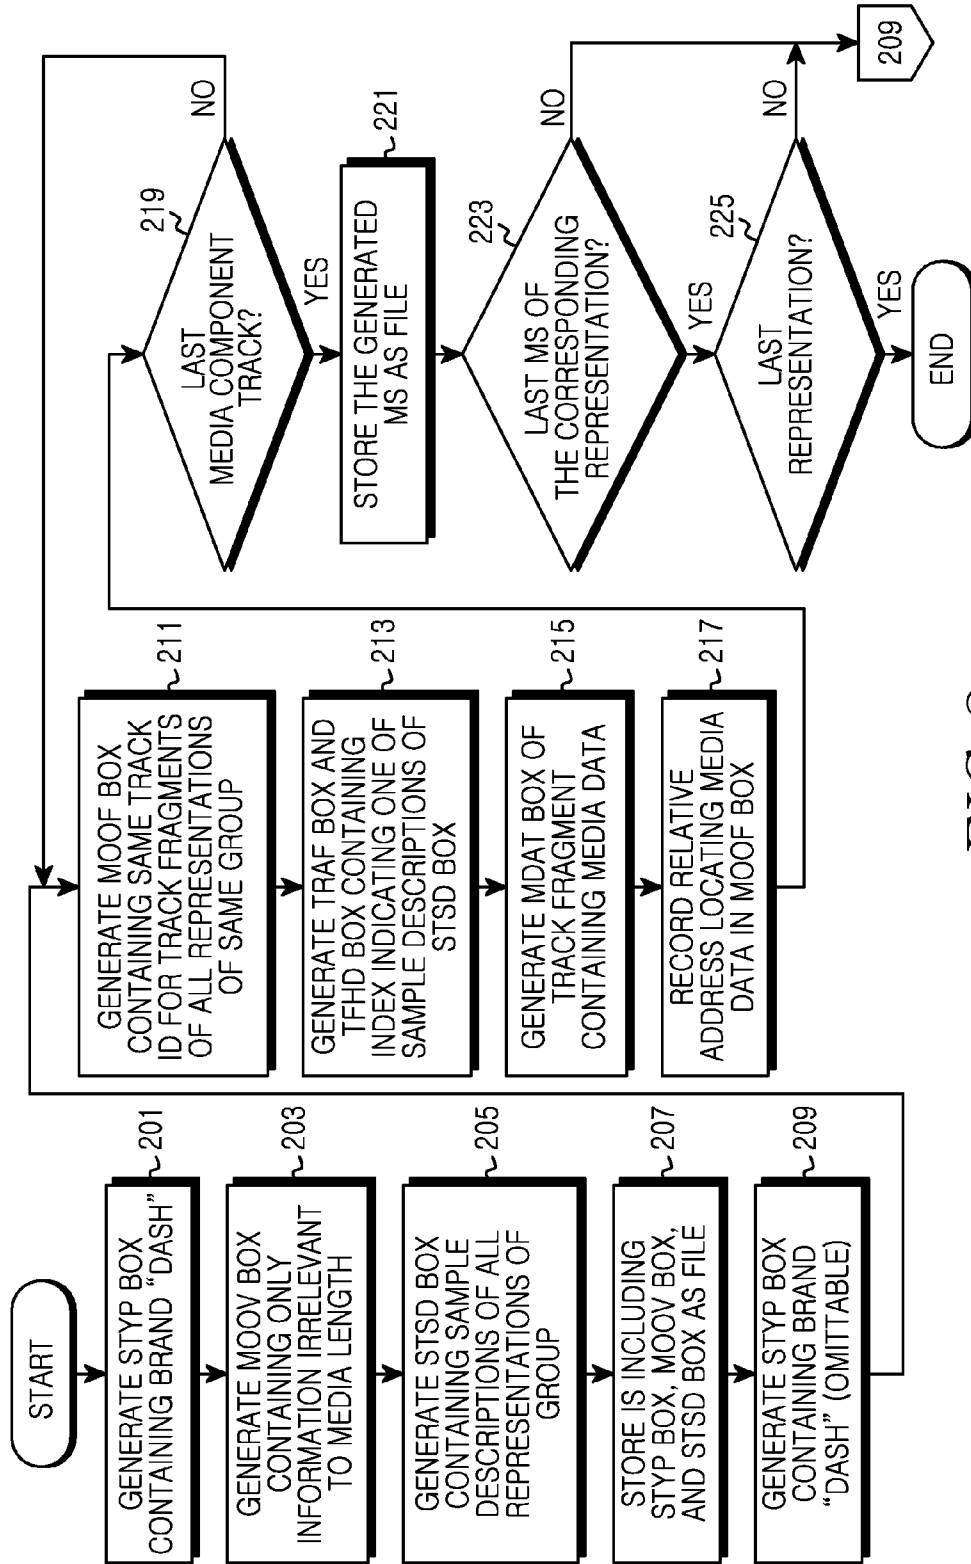 START
GENERATE STYP BOX
CONTAINING BRAND “DASH”
201
GENERATE MOOV BOX
CONTAINING ONLY
INFORMATION IRRELEVANT
TO MEDIA LENGTH
203
GENERATE STSD BOX
CONTAINING SAMPLE
DESCRIPTIONS OF ALL
REPRESENTATIONS OF
GROUP
205
STORE IS INCLUDING
STYP BOX, MOOV BOX,
AND STSD BOX AS FILE
207
GENERATE STYP BOX
CONTAINING BRAND
“DASH” (OMITTABLE)
209
GENERATE MOOF BOX
CONTAINING SAME TRACK
ID FOR TRACK FRAGMENTS
OF ALL REPRESENTATIONS
OF SAME GROUP
211
GENERATE TRAF BOX AND
TFHD BOX CONTAINING
INDEX INDICATING ONE OF
SAMPLE DESCRIPTIONS OF
STSD BOX
213
GENERATE MDAT BOX OF
TRACK FRAGMENT
CONTAINING MEDIA DATA
215
RECORD RELATIVE
ADDRESS LOCATING MEDIA
DATA IN MOOF BOX
217
LAST
MEDIA COMPONENT
TRACK?
219
NO
YES
STORE THE GENERATED
MS AS FILE
221
LAST MS OF
THE CORRESPONDING
REPRESENTATION?
223
NO
YES
LAST
REPRESENTATION?
225
NO
YES
END
209